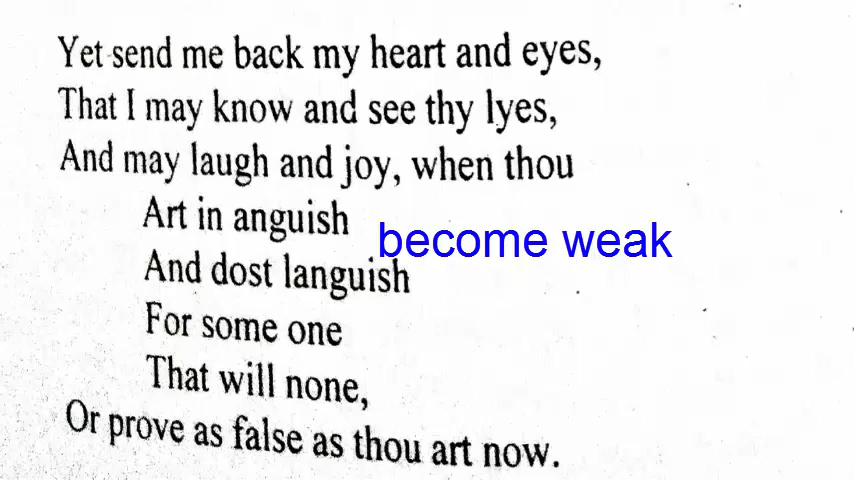 Yet send me back my heart and eyes,
That I may know and see thy lyes,
And may laugh and joy, when thou
Art in anguish
become weak
And dost languish
For some one
That will none,
Or prove as false as thou art now.